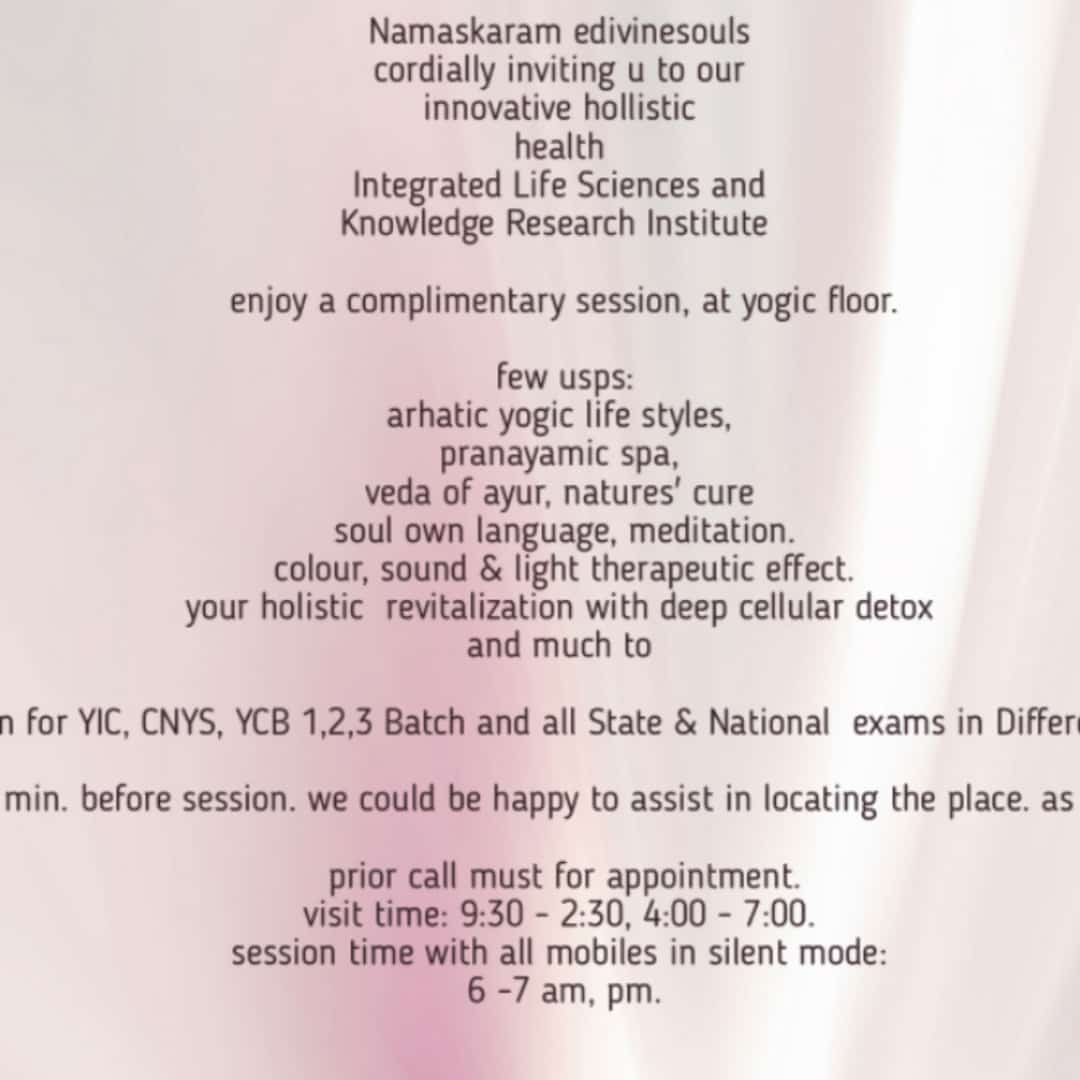 Namaskaram edivinesouls
cordially inviting u to our
innovative hollistic
health
Integrated Life Sciences and
Knowledge Research Institute
enjoy a complimentary session, at yogic floor.
few usps:
arhatic yogic life styles,
pranayamic spa,
veda of ayur, natures' cure
soul own language, meditation.
colour, sound & light therapeutic effect.
your holistic revitalization with deep cellular detox
and much to
for YIC, CNYS, YCB 1,2,3 Batch and all State & National exams in
min. before session. we could be happy to assist in locating the place. as
prior call must for appointment.
visit time: 9:30 - 2:30, 4:00 - 7:00.
session time with all mobiles in silent mode:
6 -7 am, pm.